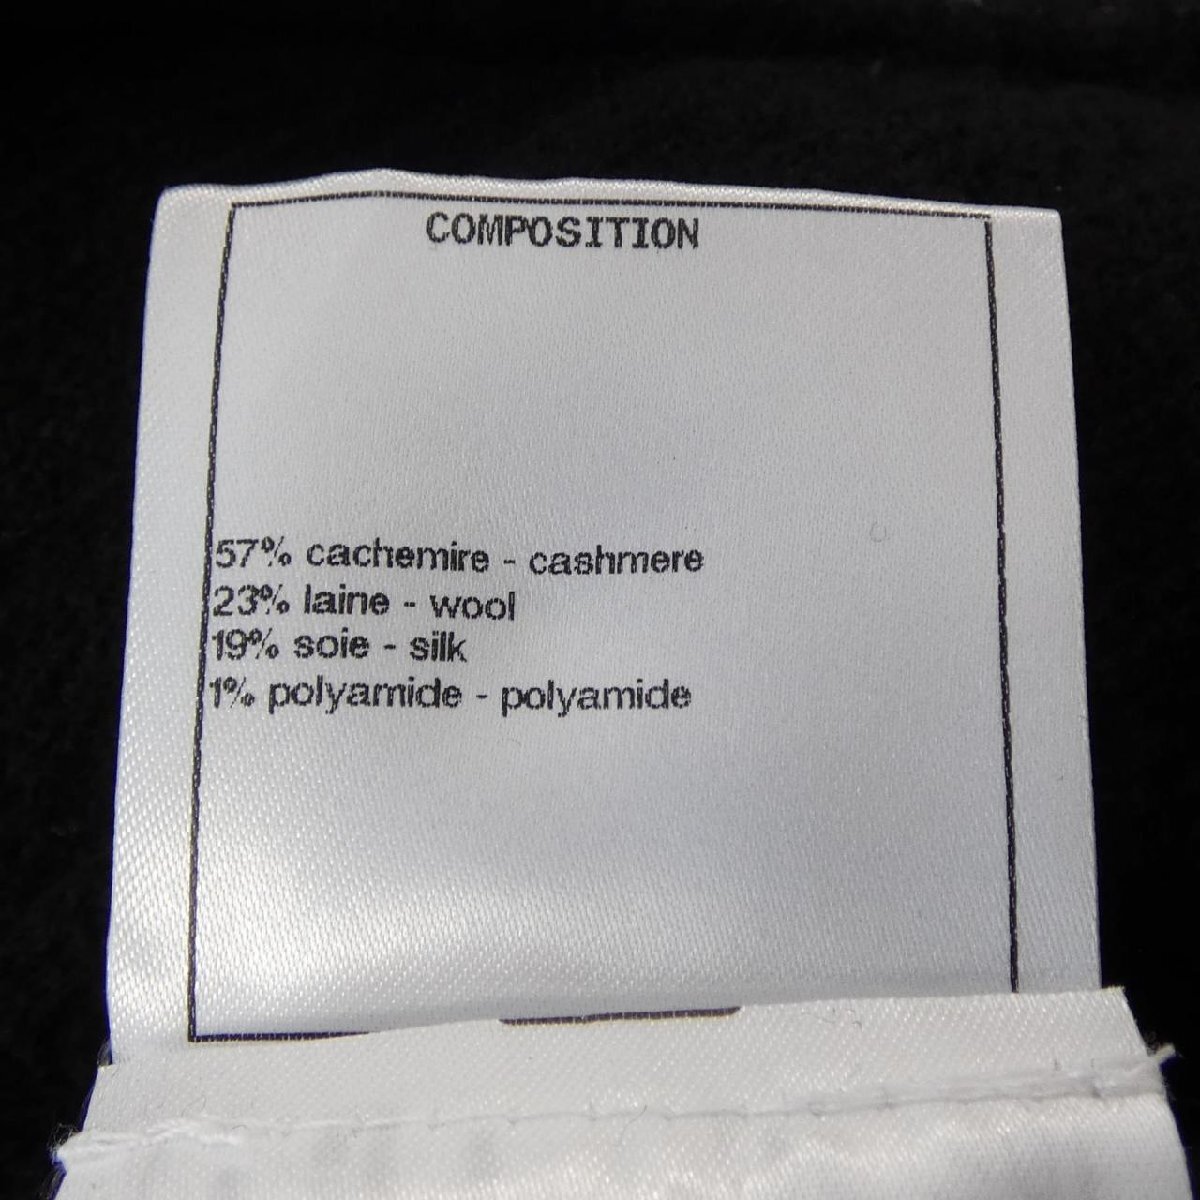 COMPOSITION
57% cachemire - cashmere
23% laine - wool
19% soie - silk
1% polyamide - polyamide